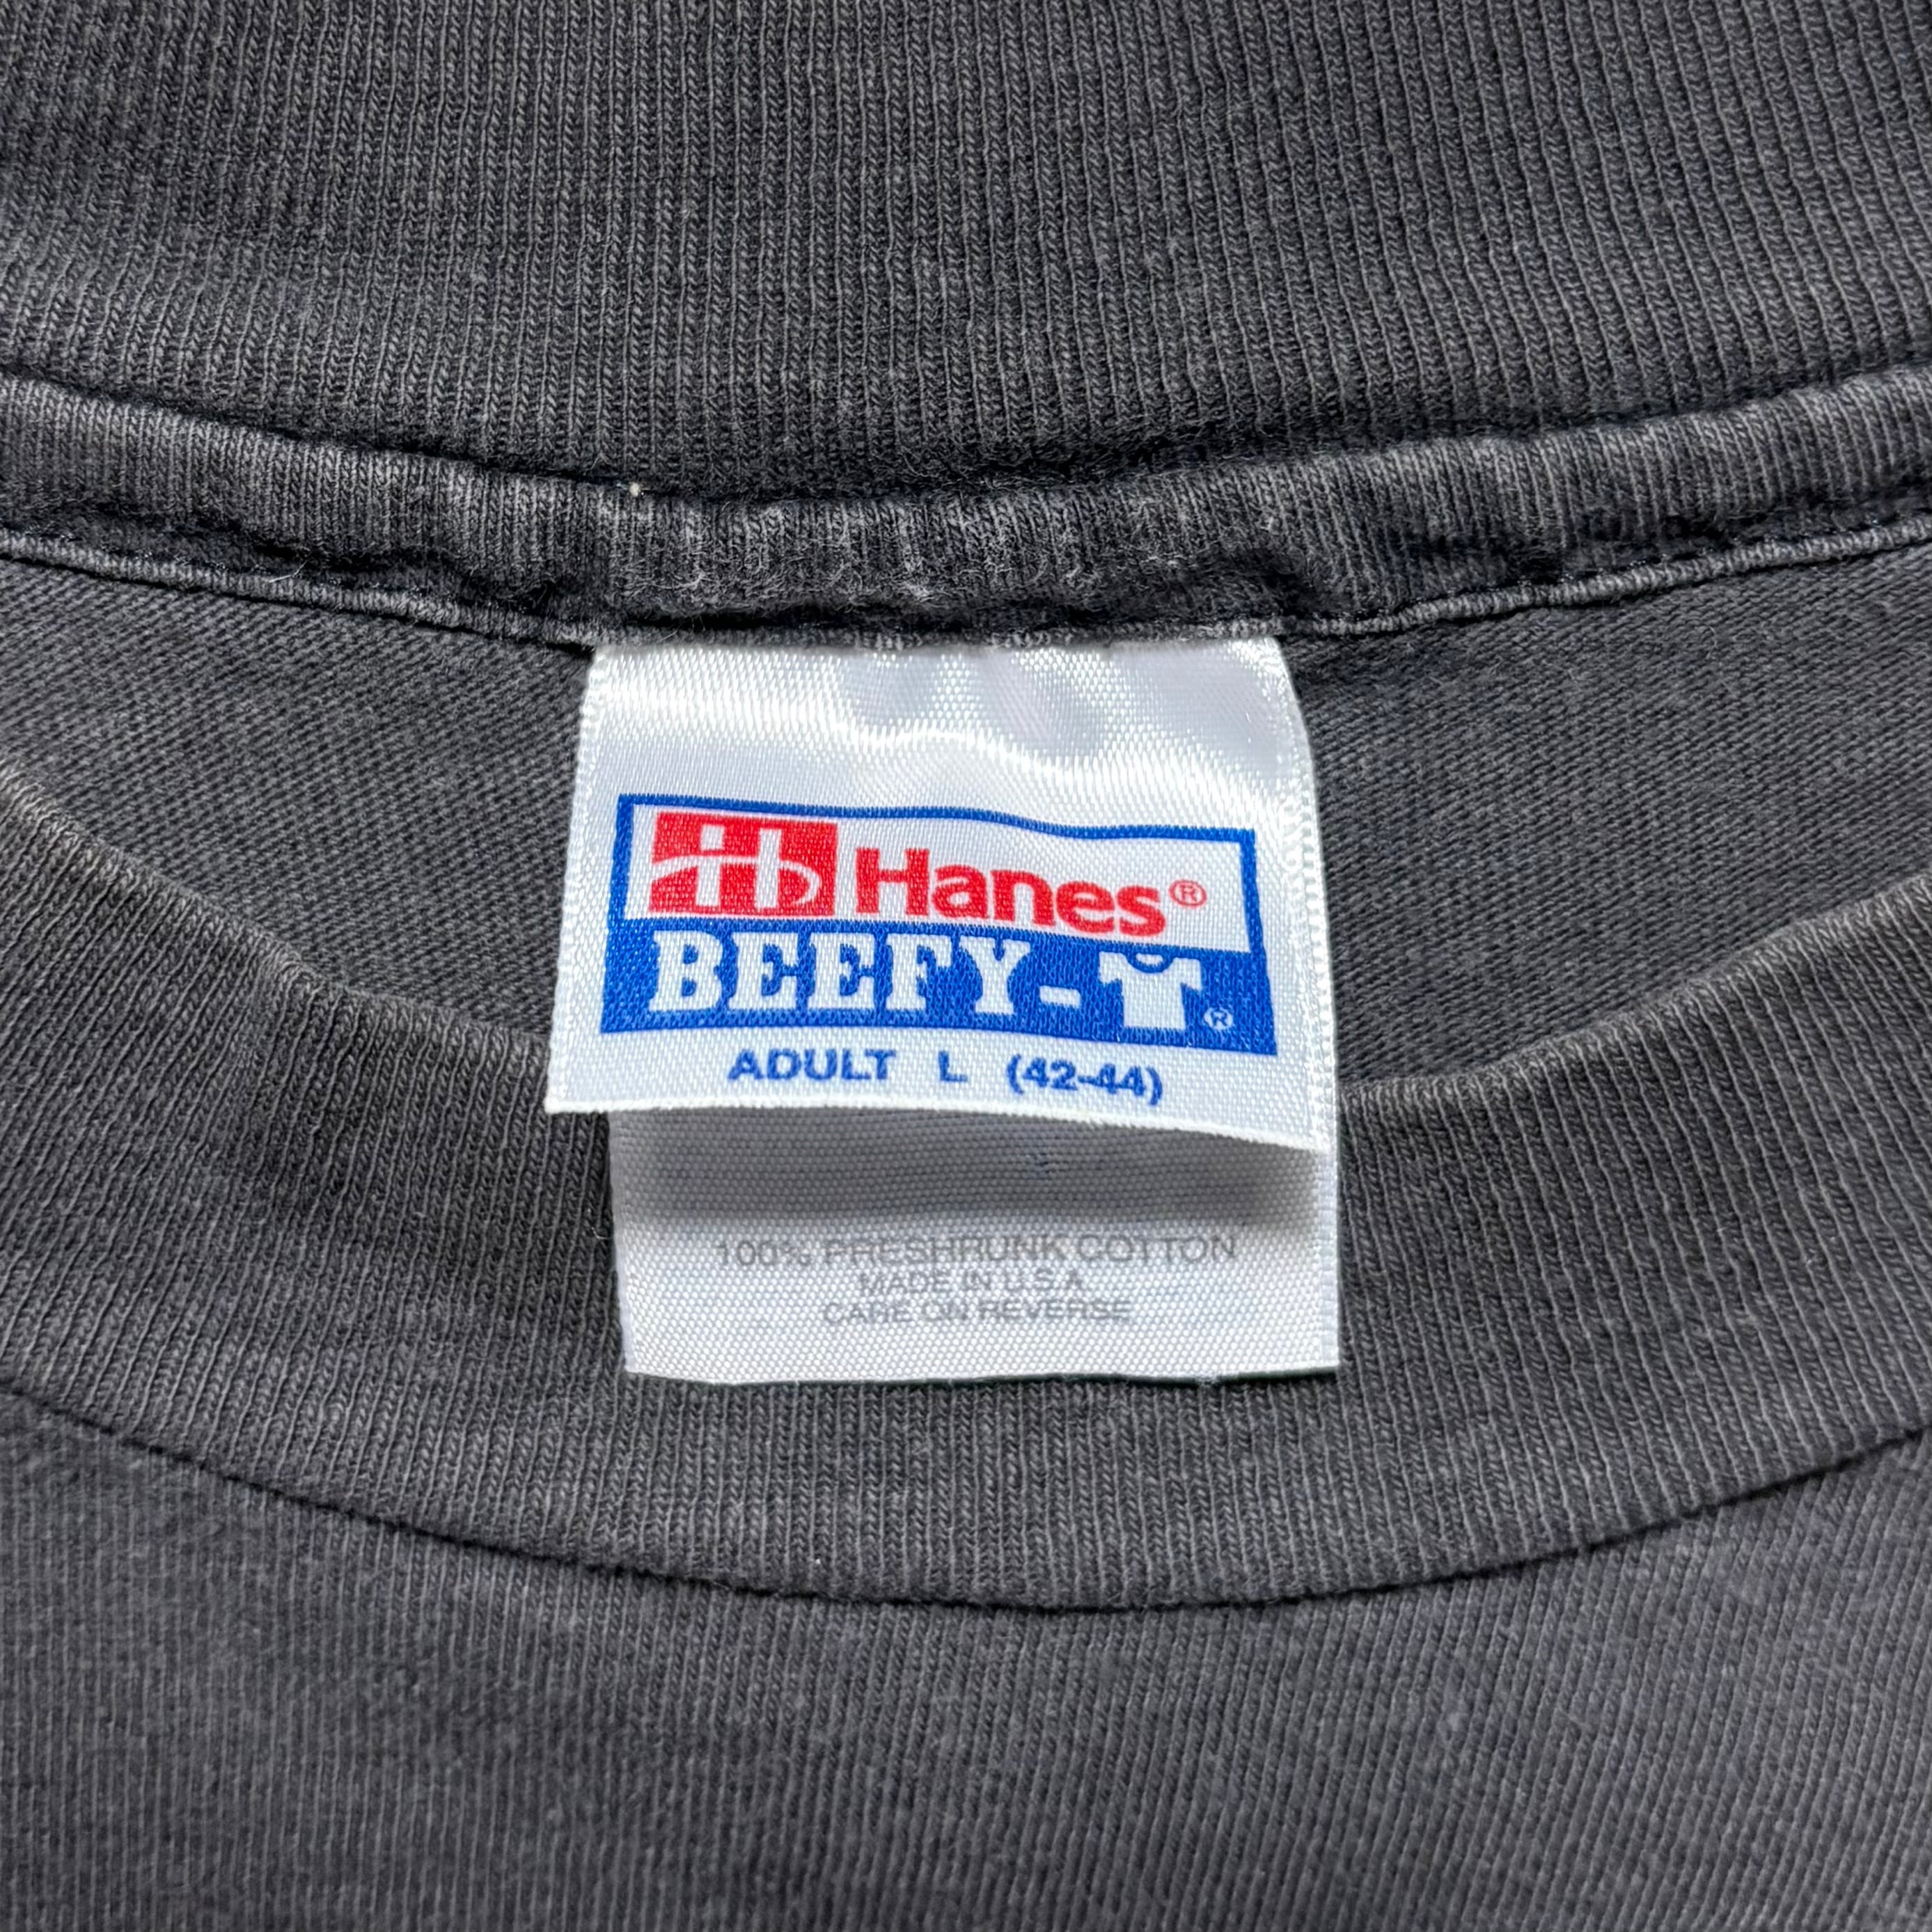 Hanes®
BEEFY-T®
ADULT L (42-44)
100% PRESHRUNK COTTON
MADE IN U.S.A.
CARE ON REVERSE